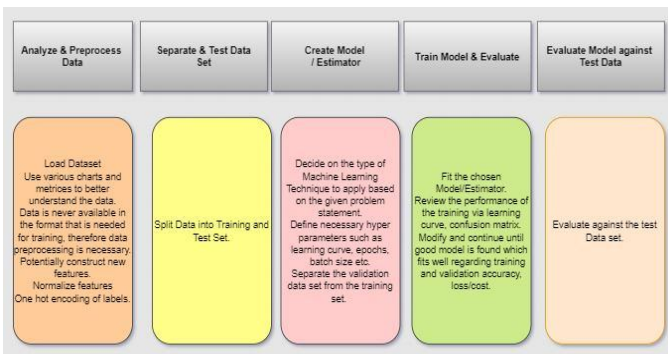 Analyze & Preprocess
Data
Separate & Test Data
Set
Create Model
/ Estimator
Train Model & Evaluate
Evaluate Model against
Test Data
Load Dataset
Use various charts and
metrices to better
understand the data.
Data is never available in
the format that is needed
for training, therefore data
preprocessing is necessary.
Potentially construct new
features.
Normalize features
One hot encoding of labels.
Split Data into Training and
Test Set.
Decide on the type of
Machine Learning
Technique to apply based
on the given problem
statement.
Define necessary hyper
parameters such as
learning curve, epochs,
batch size etc.
Separate the validation
data set from the training
set.
Fit the chosen
Model/Estimator.
Review the performance of
the training via learning
curve, confusion matrix.
Modify and continue until
good model is found which
fits well regarding training
and validation accuracy,
loss/cost.
Evaluate against the test
Data set.